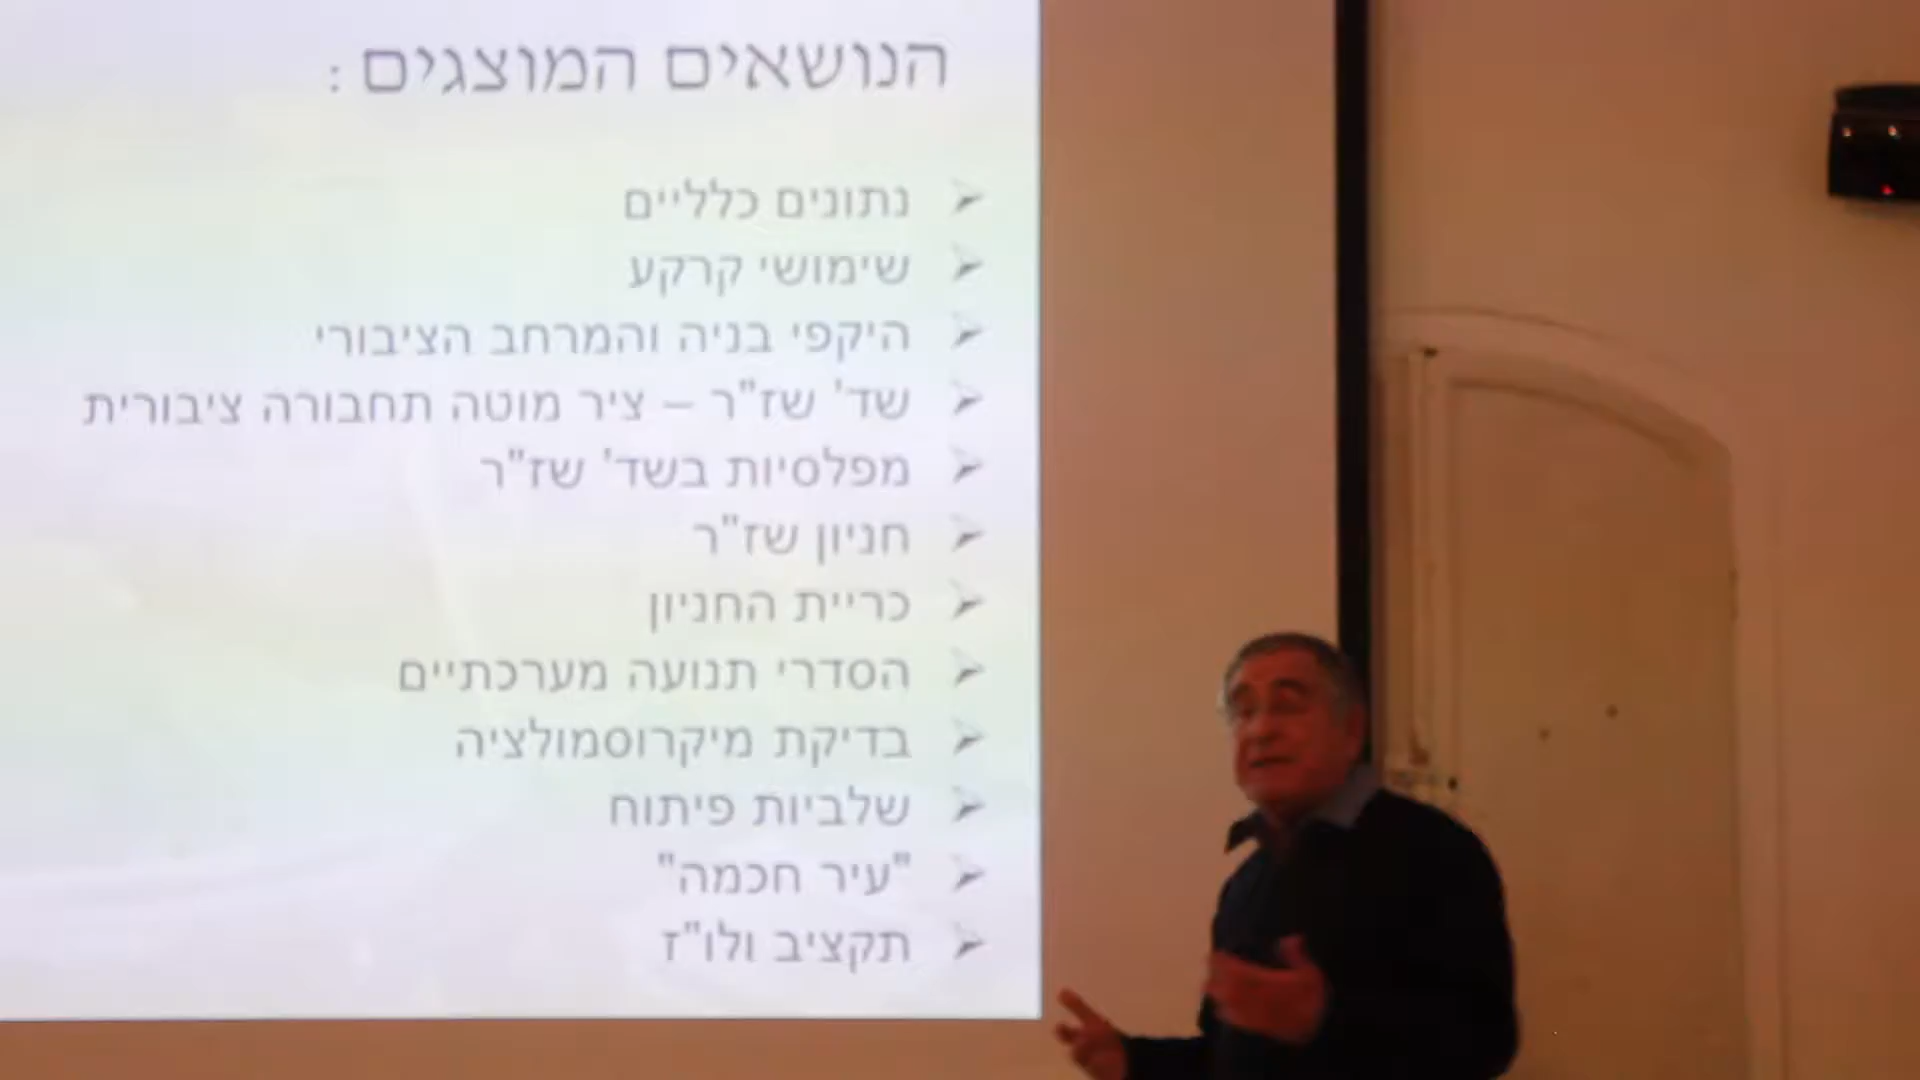 הנושאים המוצגים :
נתונים כלליים
שימושי קרקע
היקפי בניה והמרחב הציבורי
שד' שז"ר – ציר מוטה תחבורה ציבורית
מפלסיות בשד' שז"ר
חניון שז"ר
כריית החניון
הסדרי תנועה מערכתיים
בדיקת מיקרוסמולציה
שלביות פיתוח
"עיר חכמה"
תקציב ולו"ז